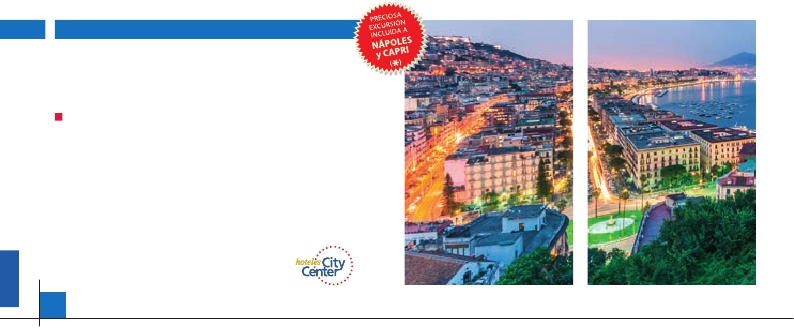 PRECIOSA
EXCURSIÓN
INCLUIDA A
NÁPOLES
y CAPRI
(*)
hoteles City
Center